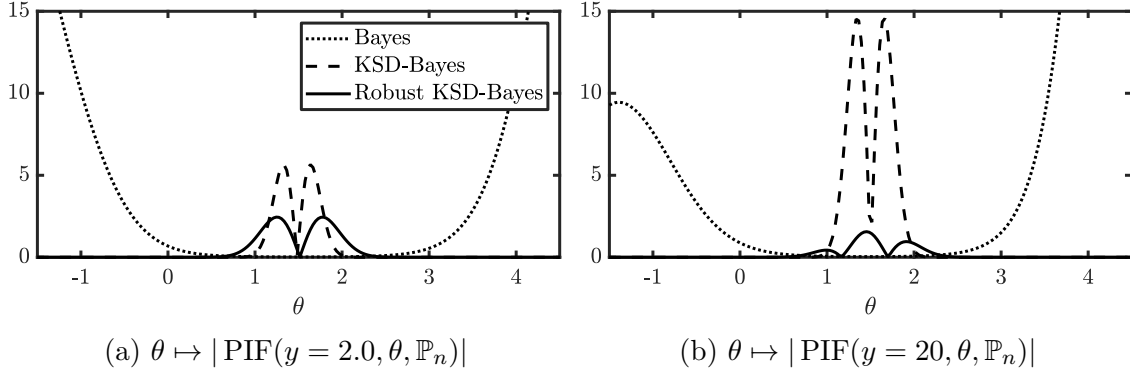 15
10
5
0
-1 0 1 2 3 4
θ
Bayes
KSD-Bayes
Robust KSD-Bayes
(a) θ ↦ | PIF(y = 2.0, θ, ℙₙ)|
15
10
5
0
-1 0 1 2 3 4
θ
(b) θ ↦ | PIF(y = 20, θ, ℙₙ)|